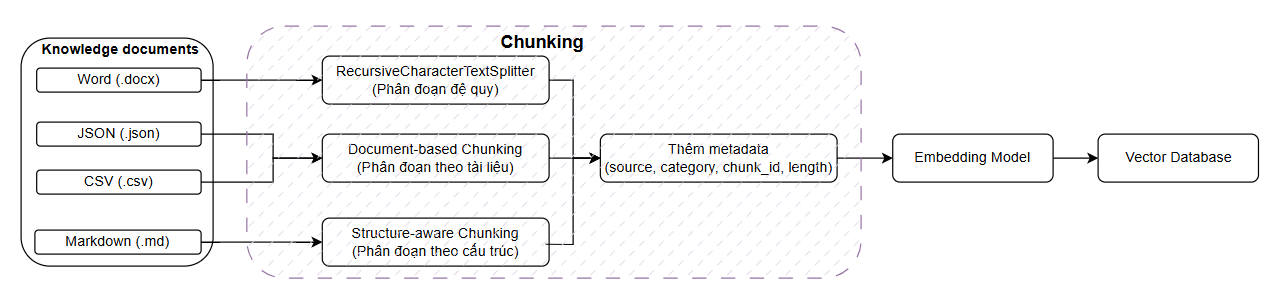 Knowledge documents
Word (.docx)
JSON (.json)
CSV (.csv)
Markdown (.md)
Chunking
RecursiveCharacterTextSplitter
(Phân đoạn đệ quy)
Document-based Chunking
(Phân đoạn theo tài liệu)
Structure-aware Chunking
(Phân đoạn theo cấu trúc)
Thêm metadata
(source, category, chunk_id, length)
Embedding Model
Vector Database